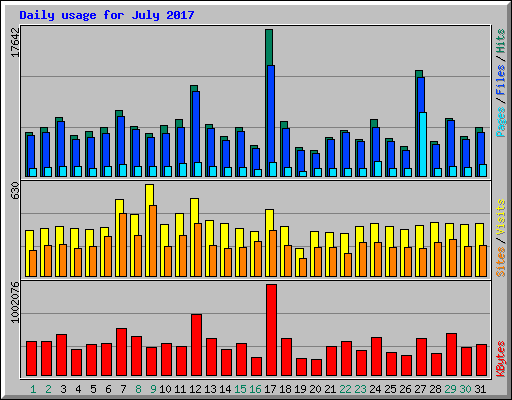 Daily usage for July 2017
17642
Pages / Files / Hits
630
Sites / Visits
1002076
KBytes
1 2 3 4 5 6 7 8 9 10 11 12 13 14 15 16 17 18 19 20 21 22 23 24 25 26 27 28 29 30 31